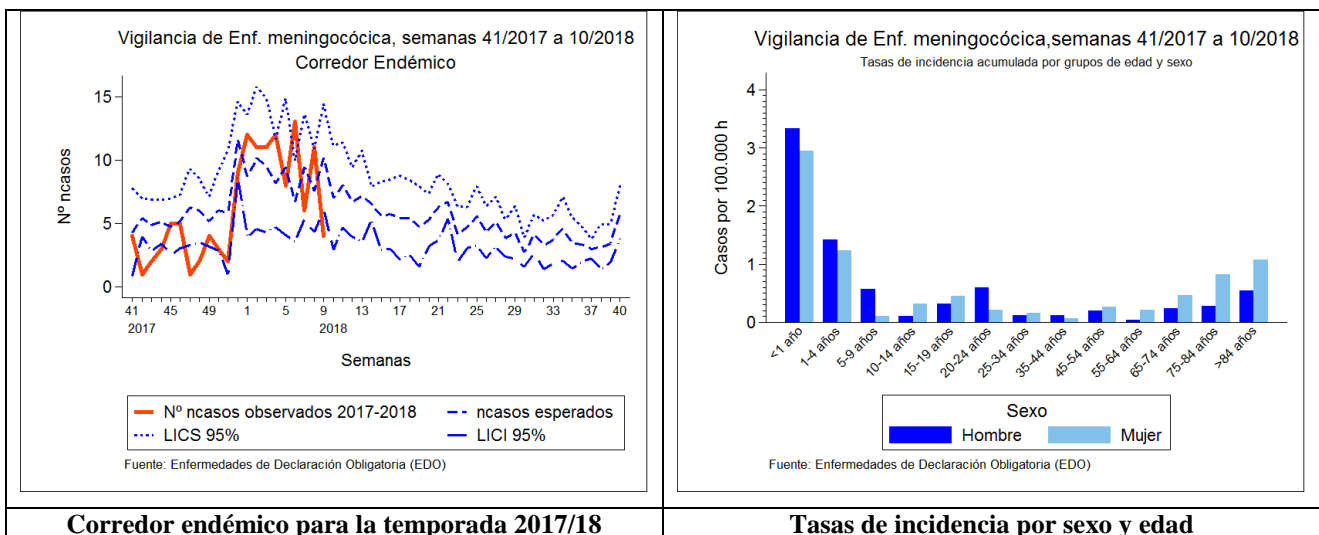 Vigilancia de Enf. meningocócica, semanas 41/2017 a 10/2018
Corredor Endémico
15
10
5
0
Nº ncasos
41 45 49 1 5 9 13 17 21 25 29 33 37 40
2017 2018
Semanas
Nº ncasos observados 2017-2018 ncasos esperados
LICS 95% LICI 95%
Fuente: Enfermedades de Declaración Obligatoria (EDO)
Corredor endémico para la temporada 2017/18
Vigilancia de Enf. meningocócica,semanas 41/2017 a 10/2018
Tasas de incidencia acumulada por grupos de edad y sexo
4
3
2
1
0
Casos por 100.000 h
<1 año 1-4 años 5-9 años 10-14 años 15-19 años 20-24 años 25-34 años 35-44 años 45-54 años 55-64 años 65-74 años 75-84 años >84 años
Sexo
Hombre Mujer
Fuente: Enfermedades de Declaración Obligatoria (EDO)
Tasas de incidencia por sexo y edad